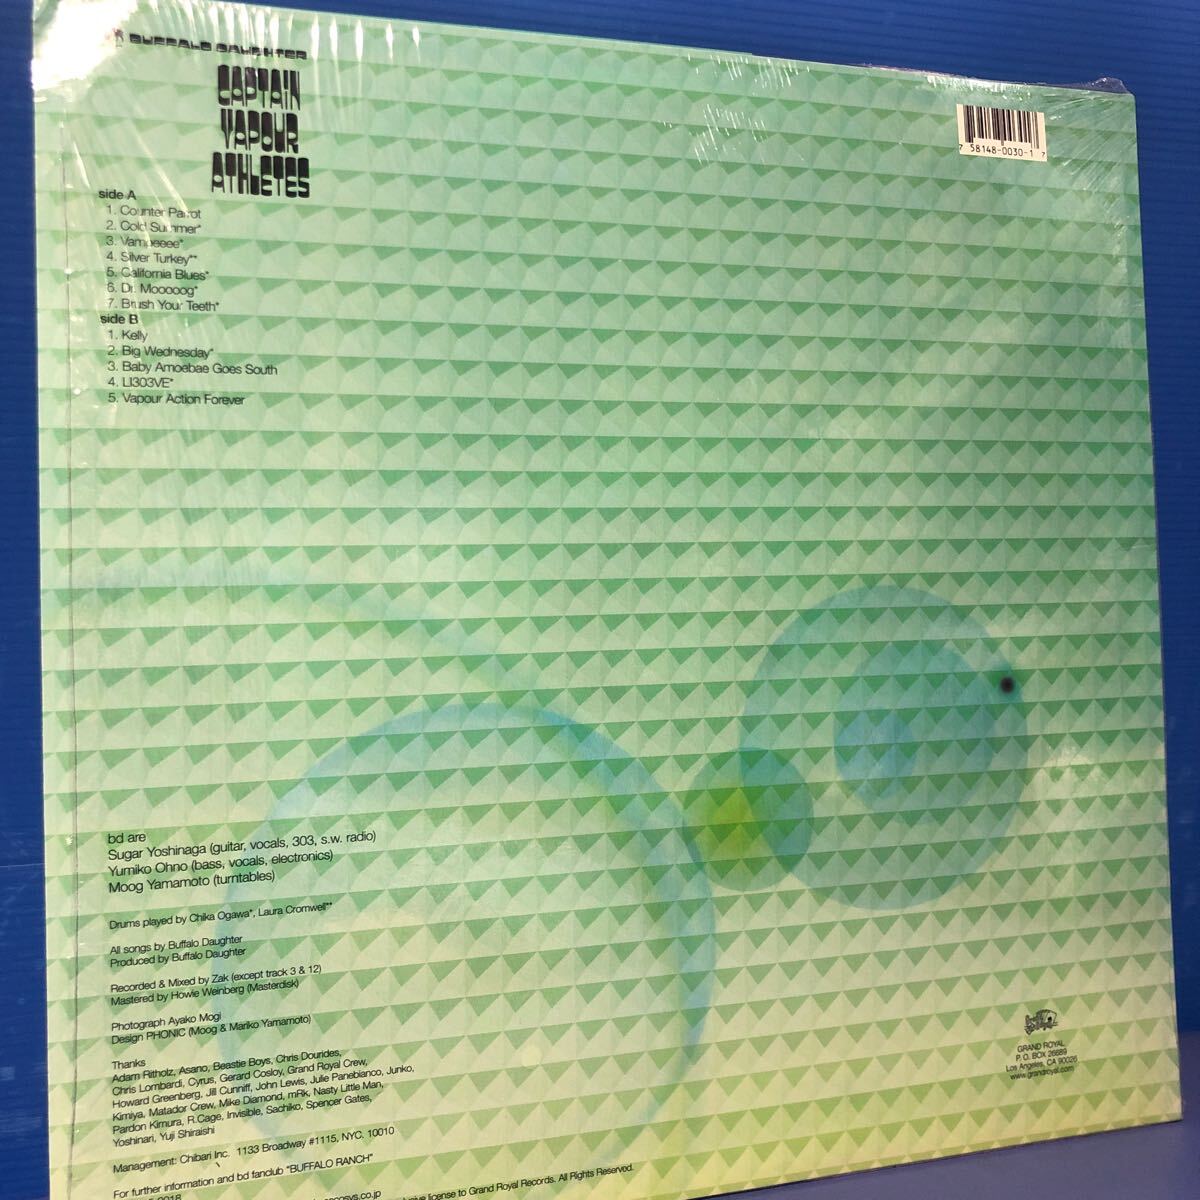 BUFFALO DAUGHTER
CAPTAIN
VAPOUR
ATHLETES
7 58148-0030-1 7
side A
1. Counter Parrot
2. Cold Summer*
3. Vampeeee*
4. Silver Turkey**
5. California Blues*
6. Dr. Mooooog*
7. Brush Your Teeth*
side B
1. Kelly
2. Big Wednesday*
3. Baby Amoebae Goes South
4. LI303VE*
5. Vapour Action Forever
bd are
Sugar Yoshinaga (guitar, vocals, 303, s.w. radio)
Yumiko Ohno (bass, vocals, electronics)
Moog Yamamoto (turntables)
Drums played by Chika Ogawa*, Laura Cromwell**
All songs by Buffalo Daughter
Produced by Buffalo Daughter
Recorded & Mixed by Zak (except track 3 & 12)
Mastered by Howie Weinberg (Masterdisk)
Photograph Ayako Mogi
Design PHONIC (Moog & Mariko Yamamoto)
Thanks
Adam Ritholz, Asano, Beastie Boys, Chris Dourides,
Chris Lombardi, Cyrus, Gerard Cosloy, Grand Royal Crew,
Howard Greenberg, Jill Cunniff, John Lewis, Julie Panebianco, Junko,
Kimiya, Matador Crew, Mike Diamond, mRk, Nasty Little Man,
Pardon Kimura, R.Cage, Invisible, Sachiko, Spencer Gates,
Yoshinari, Yuji Shiraishi
Management: Chibari Inc. 1133 Broadway #1115, NYC. 10010
For further information and bd fanclub "BUFFALO RANCH"
license to Grand Royal Records. All Rights Reserved.
GRAND ROYAL
P. O. BOX 26689
Los Angeles, CA 90026
www.grandroyal.com